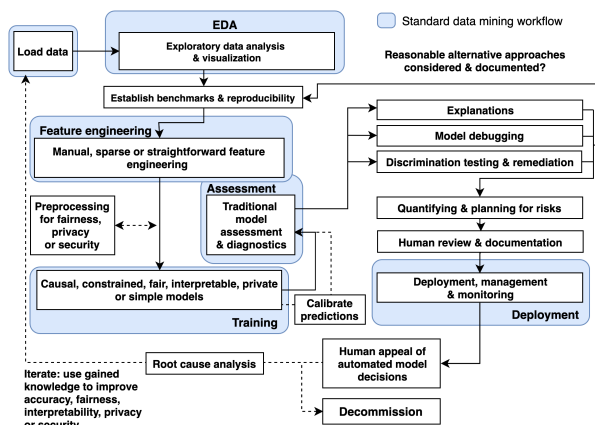 EDA
Standard data mining workflow
Load data
Exploratory data analysis
& visualization
Reasonable alternative approaches
considered & documented?
Establish benchmarks & reproducibility
Explanations
Feature engineering
Model debugging
Manual, sparse or straightforward feature
engineering
Discrimination testing & remediation
Assessment
Preprocessing
for fairness,
privacy
or security
Traditional
model
assessment
& diagnostics
Quantifying & planning for risks
Human review & documentation
Causal, constrained, fair, interpretable, private
or simple models
Deployment, management
& monitoring
Calibrate
predictions
Training
Deployment
Human appeal of
automated model
decisions
Root cause analysis
Iterate: use gained
knowledge to improve
accuracy, fairness,
interpretability, privacy
or security
Decommission